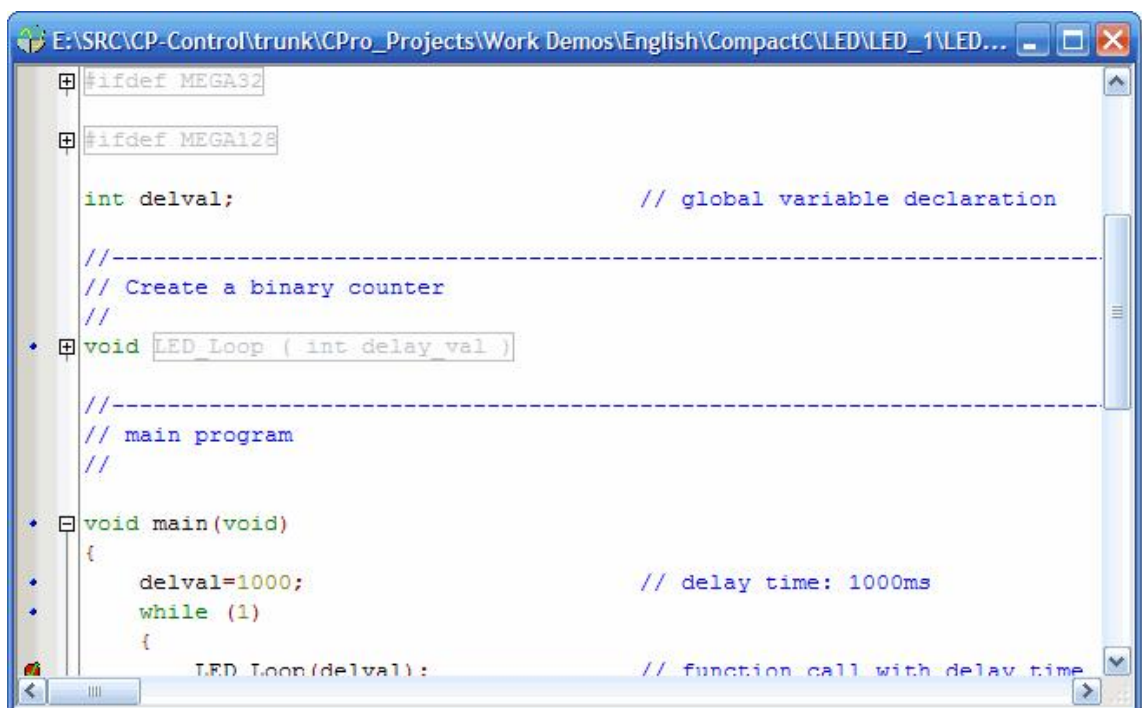 E:\SRC\CP-Control\trunk\CPro_Projects\Work Demos\English\CompactC\LED\LED_1\LED...
#ifdef MEGA32
#ifdef MEGA128
int delval; // global variable declaration
//------------------------------------------------------------------------
// Create a binary counter
//
void LED_Loop ( int delay_val )
//------------------------------------------------------------------------
// main program
//
void main(void)
{
delval=1000; // delay time: 1000ms
while (1)
{
LED_Loop(delval); // function call with delay time